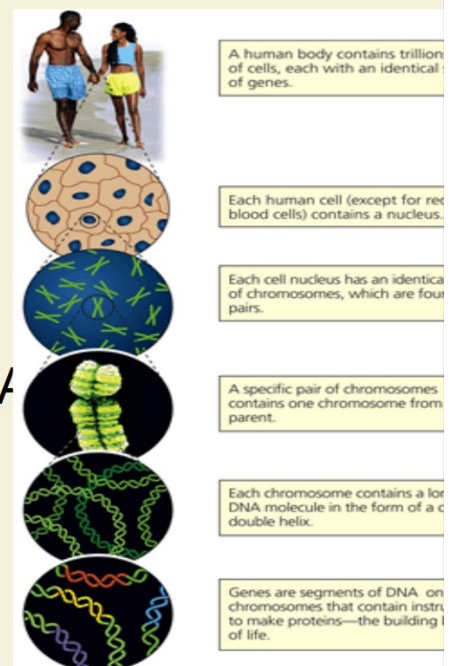 A human body contains trillion
of cells, each with an identical
of genes.
Each human cell (except for re
blood cells) contains a nucleus.
Each cell nucleus has an identica
of chromosomes, which are fou
pairs.
A
A specific pair of chromosomes
contains one chromosome from
parent.
Each chromosome contains a lo
DNA molecule in the form of a
double helix.
Genes are segments of DNA on
chromosomes that contain instru
to make proteins—the building
of life.